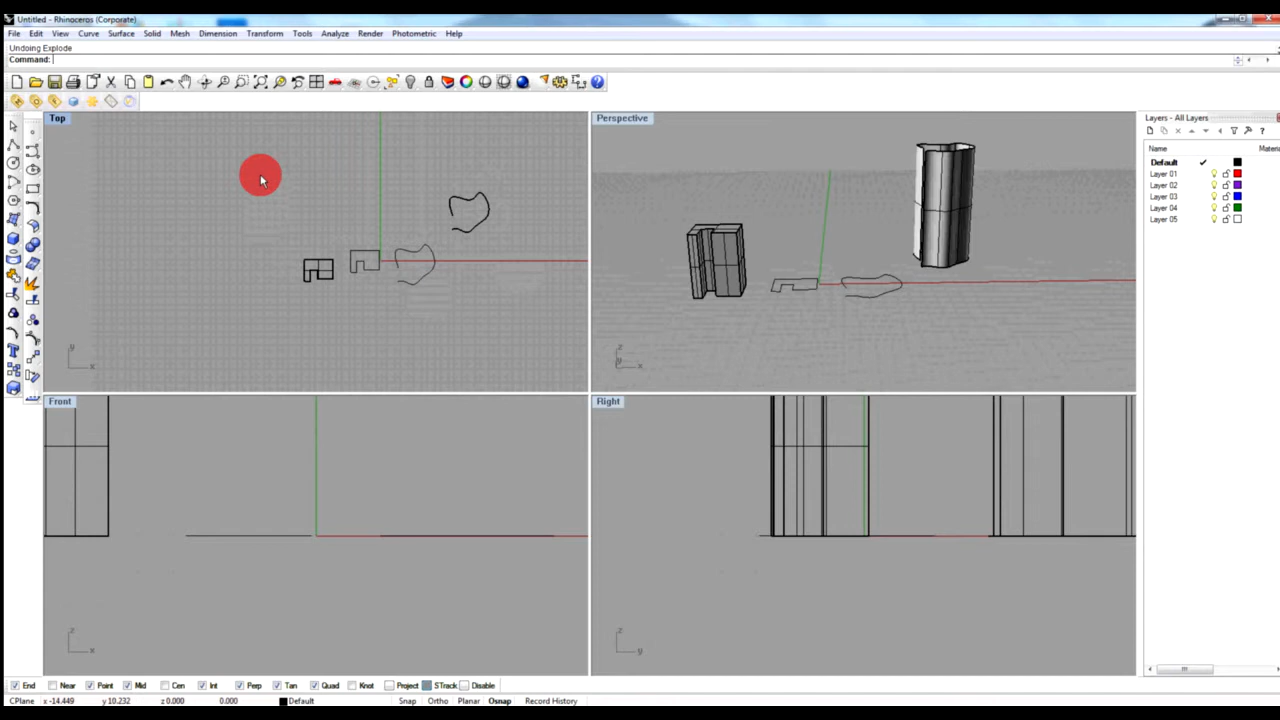 Untitled - Rhinoceros (Corporate)
File Edit View Curve Surface Solid Mesh Dimension Transform Tools Analyze Render Photometric Help
Undoing Explode
Command:
Top
Perspective
Layers - All Layers
Name Materia
Default
Layer 01
Layer 02
Layer 03
Layer 04
Layer 05
y
x
z
y
x
Front
Right
z
x
z
y
End Near Point Mid Cen Int Perp Tan Quad Knot Project STrack Disable
CPlane x -14.449 y 10.232 z 0.000 0.000 Default Snap Ortho Planar Osnap Record History